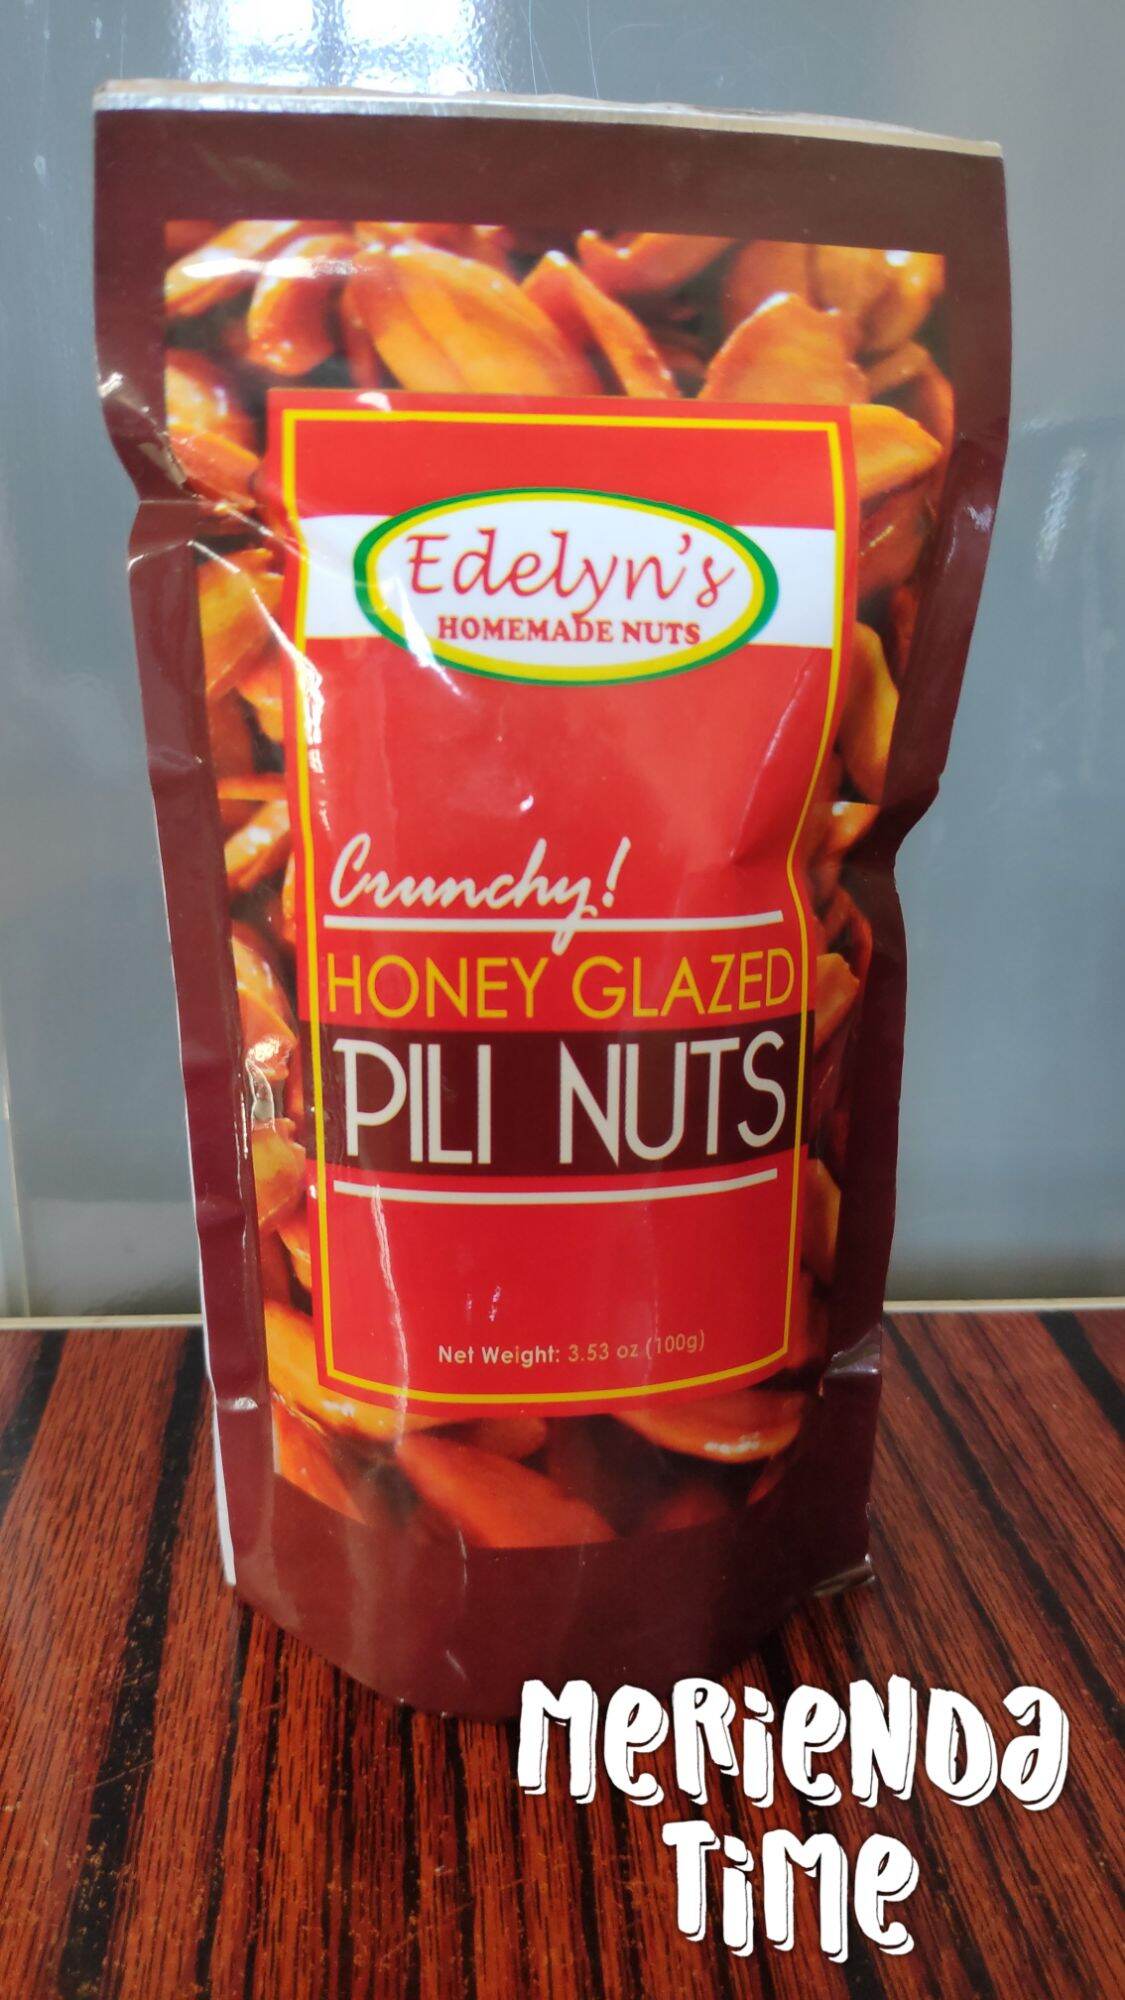 Edelyn's
HOMEMADE NUTS
Crunchy!
HONEY GLAZED
PILI NUTS
Net Weight: 3.53 oz (100g)
MeRieNDa
TiMe